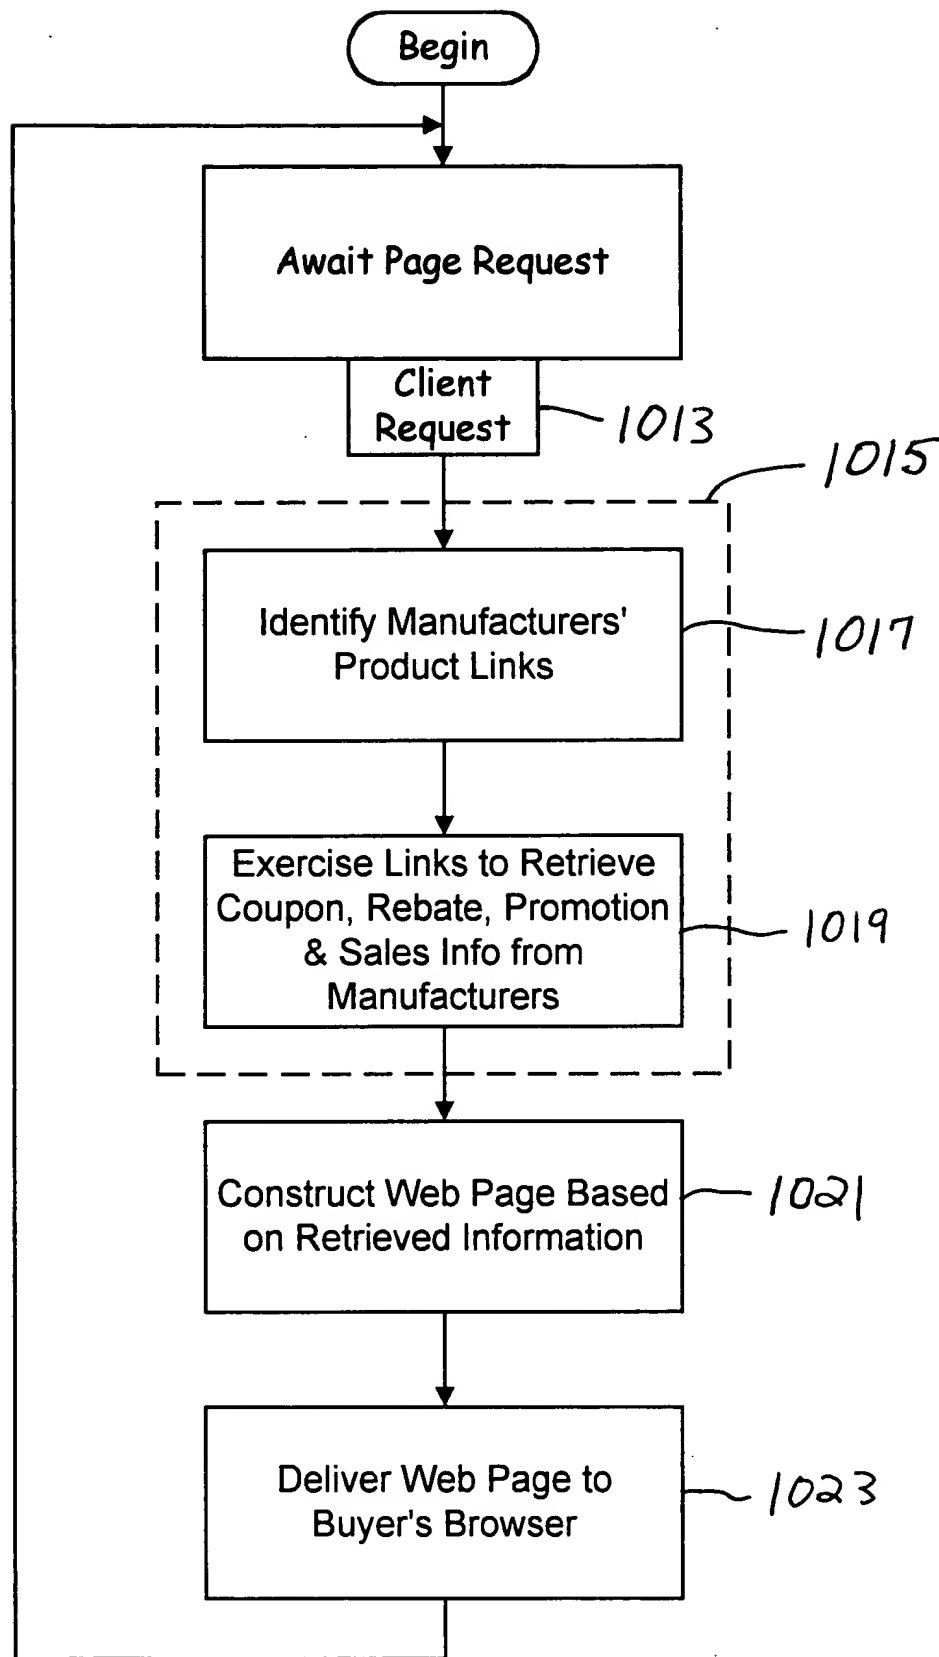 Begin
Await Page Request
Client
Request
1013
1015
Identify Manufacturers'
Product Links
1017
Exercise Links to Retrieve
Coupon, Rebate, Promotion
& Sales Info from
Manufacturers
1019
Construct Web Page Based
on Retrieved Information
1021
Deliver Web Page to
Buyer's Browser
1023